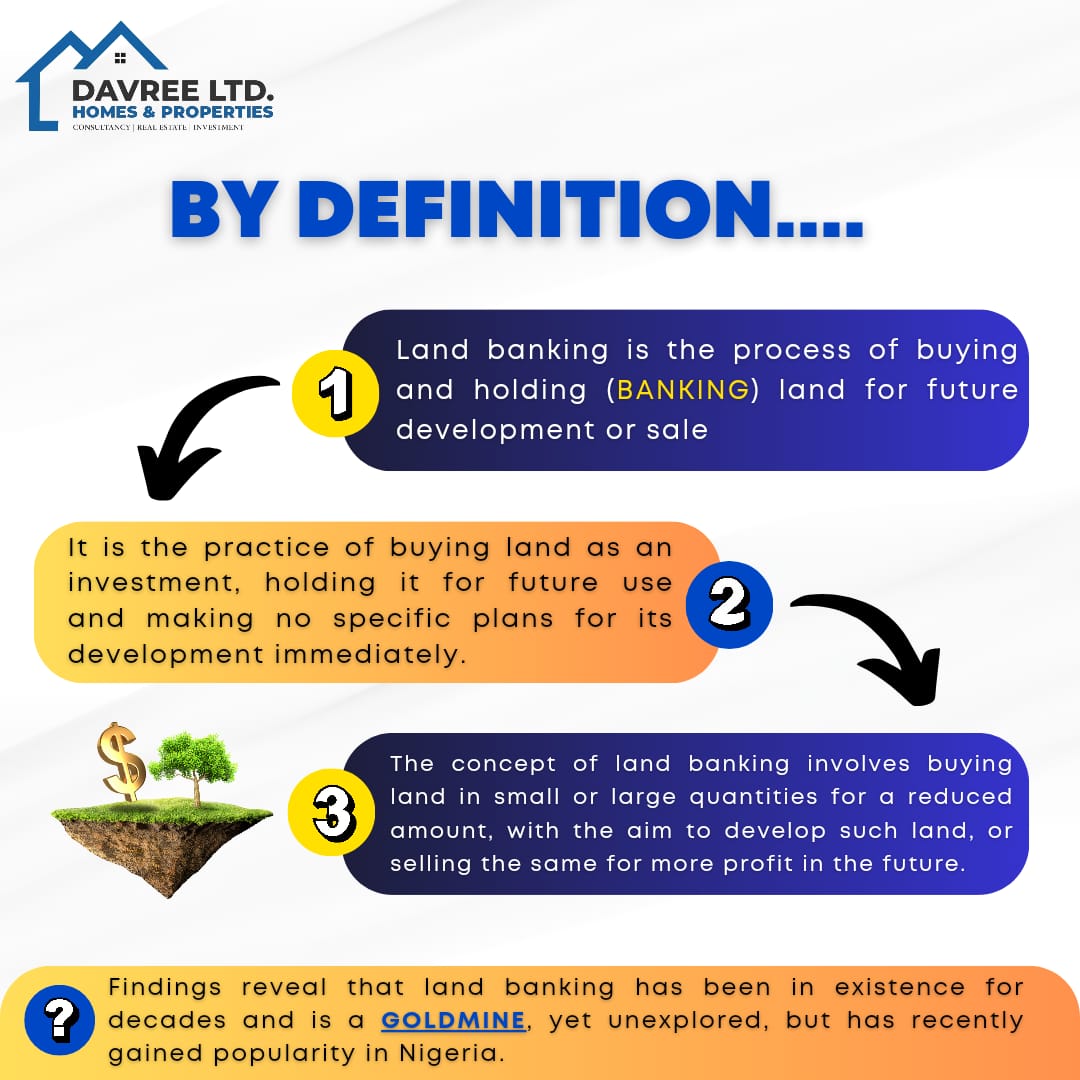 DAVREE LTD.
HOMES & PROPERTIES
CONSULTANCY | REAL ESTATE | INVESTMENT
BY DEFINITION....
1
Land banking is the process of buying
and holding (BANKING) land for future
development or sale
It is the practice of buying land as an
investment, holding it for future use
and making no specific plans for its
development immediately.
2
3
The concept of land banking involves buying
land in small or large quantities for a reduced
amount, with the aim to develop such land, or
selling the same for more profit in the future.
?
Findings reveal that land banking has been in existence for
decades and is a GOLDMINE, yet unexplored, but has recently
gained popularity in Nigeria.